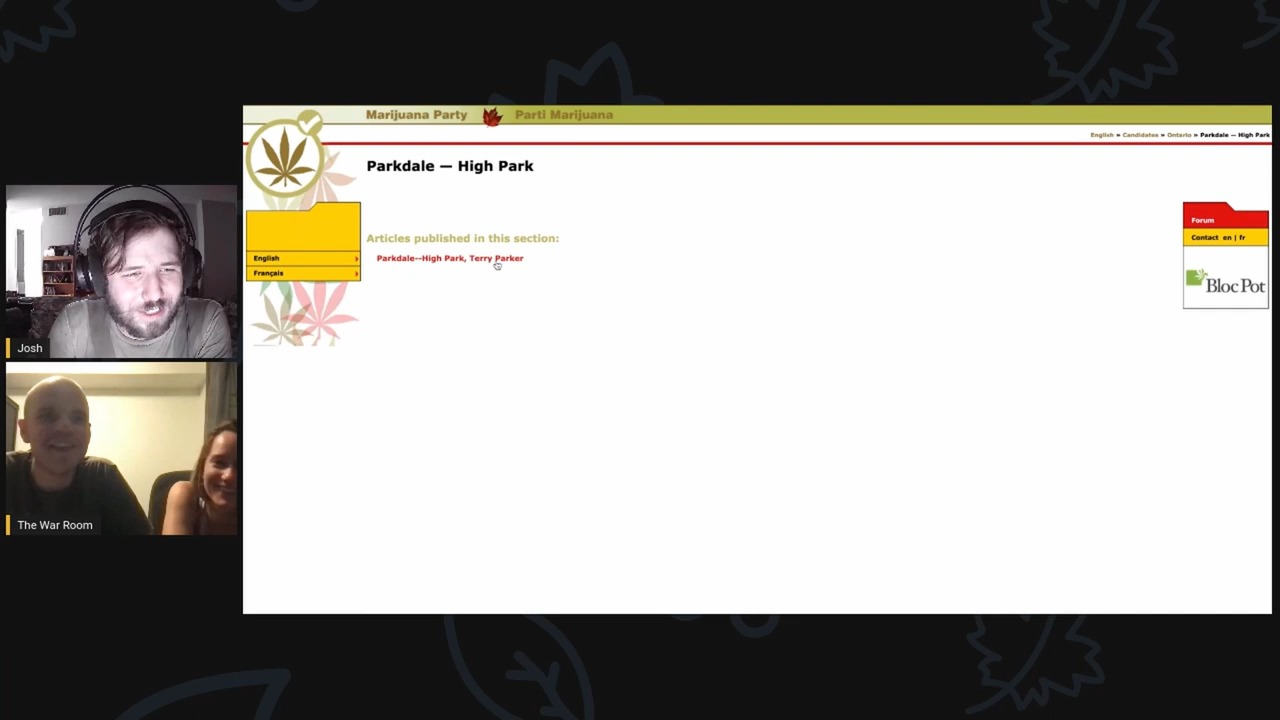 Marijuana Party Parti Marijuana
English » Candidates » Ontario » Parkdale — High Park
Parkdale — High Park
Forum
Contact en | fr
Articles published in this section:
English
Parkdale--High Park, Terry Parker
Français
Bloc Pot
Josh
The War Room